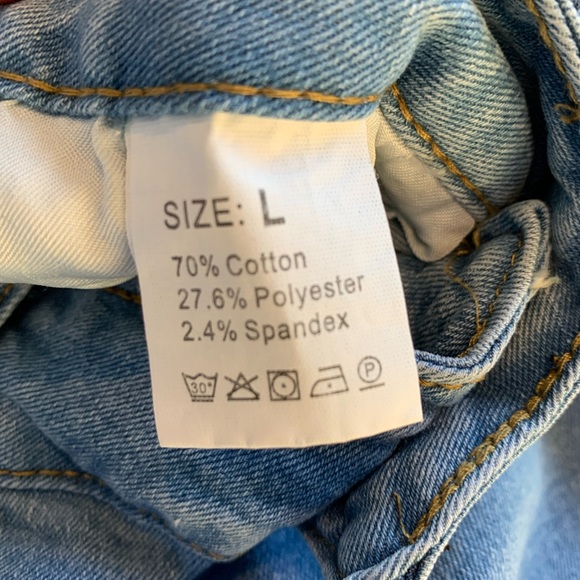 SIZE: L
70% Cotton
27.6% Polyester
2.4% Spandex
30° P